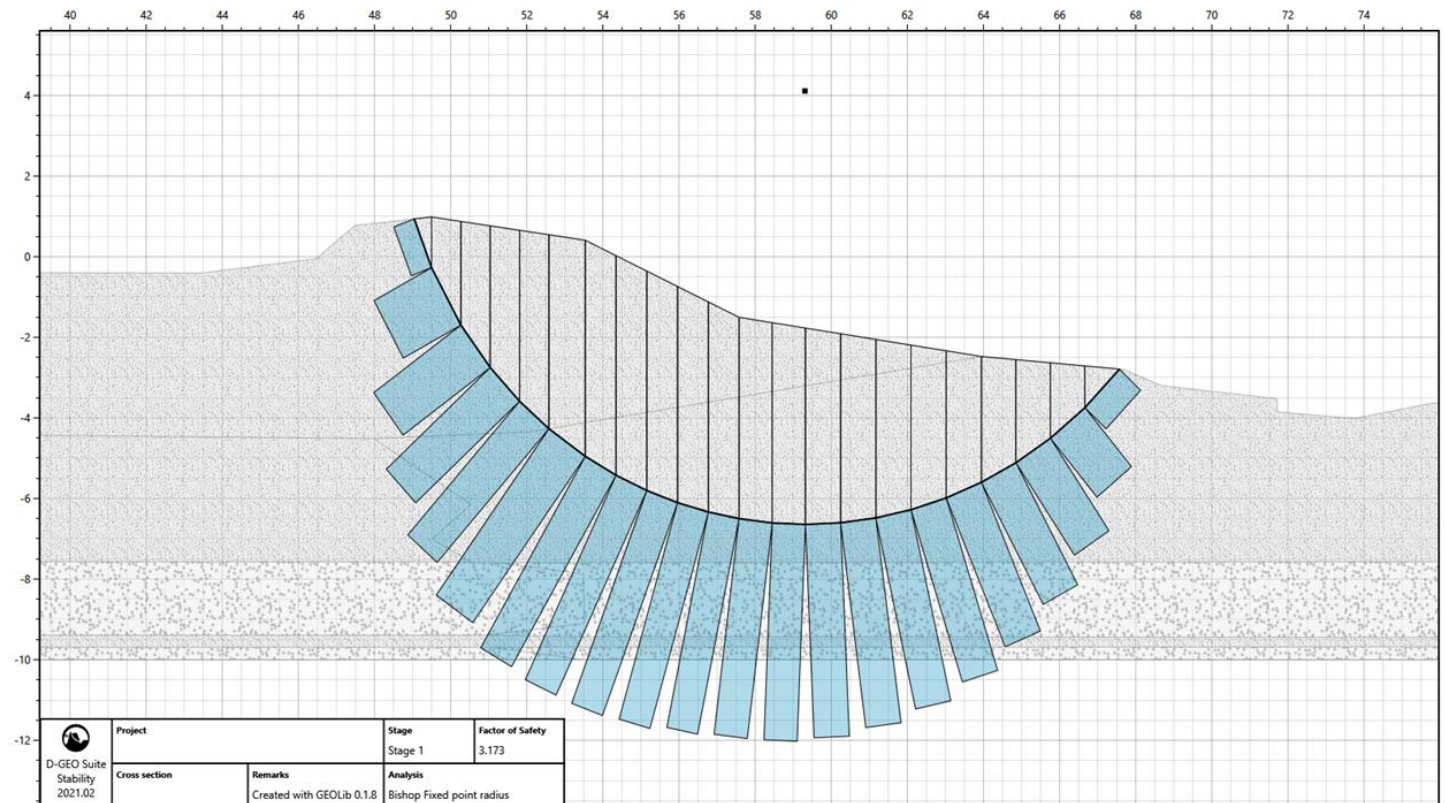 40 42 44 46 48 50 52 54 56 58 60 62 64 66 68 70 72 74
4
2
0
-2
-4
-6
-8
-10
-12
D-GEO Suite
Stability
2021.02
Project
Stage
Stage 1
Factor of Safety
3.173
Cross section
Remarks
Created with GEOLib 0.1.8
Analysis
Bishop Fixed point radius